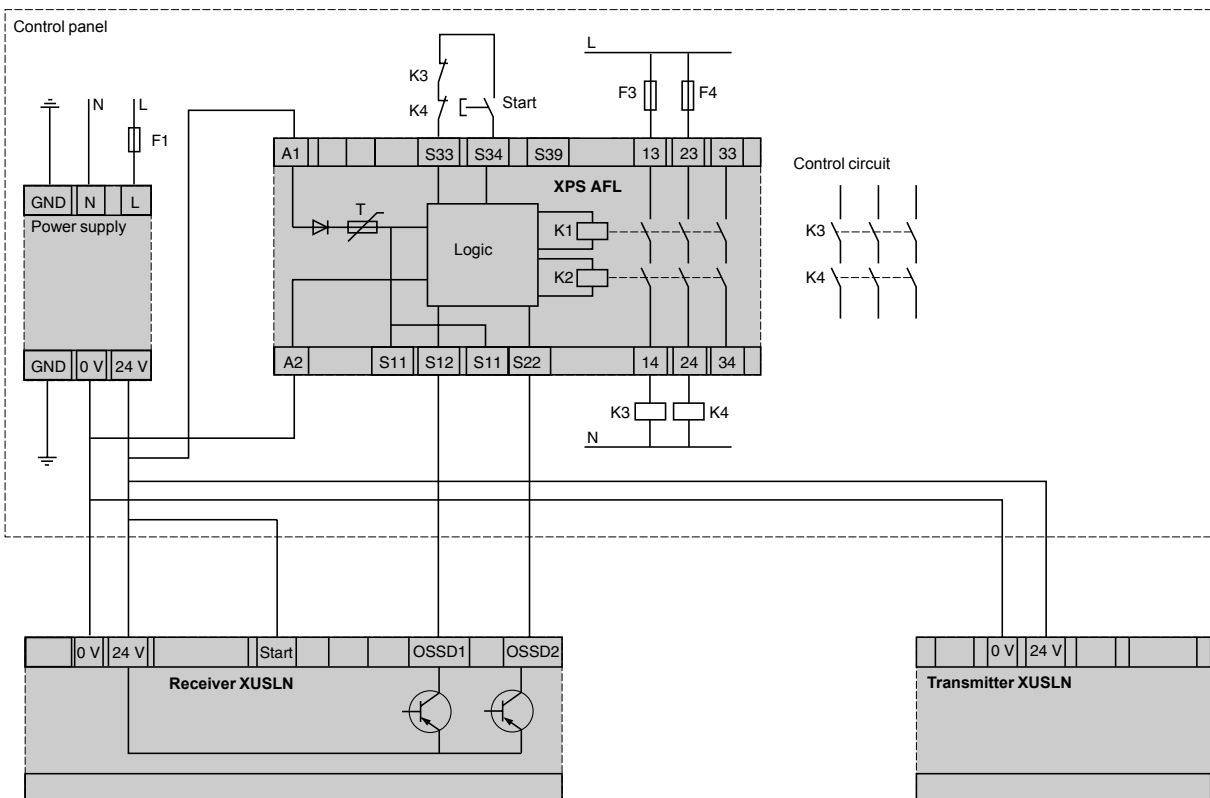 Control panel
L
K3
F3
F4
N
L
K4
Start
F1
A1
S33
S34
S39
13
23
33
Control circuit
XPS AFL
GND
N
L
T
Power supply
K1
K3
Logic
K2
K4
GND
0 V
24 V
A2
S11
S12
S11
S22
14
24
34
K3
K4
N
0 V
24 V
Start
OSSD1
OSSD2
0 V
24 V
Receiver XUSLN
Transmitter XUSLN